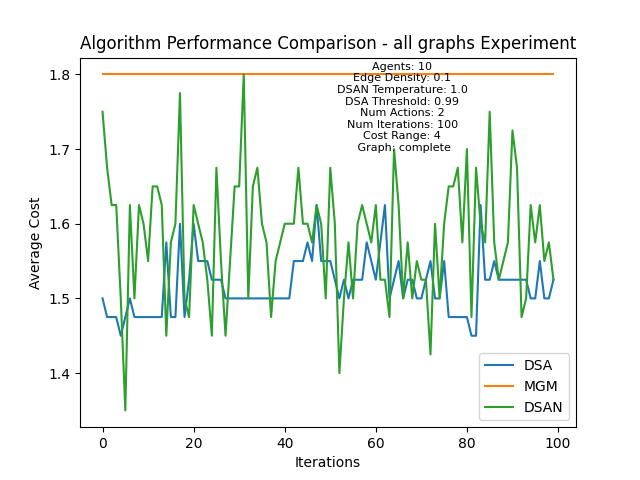 Algorithm Performance Comparison - all graphs Experiment
Agents: 10
Edge Density: 0.1
DSAN Temperature: 1.0
DSA Threshold: 0.99
Num Actions: 2
Num Iterations: 100
Cost Range: 4
Graph: complete
Average Cost
1.8
1.7
1.6
1.5
1.4
DSA
MGM
DSAN
0 20 40 60 80 100
Iterations